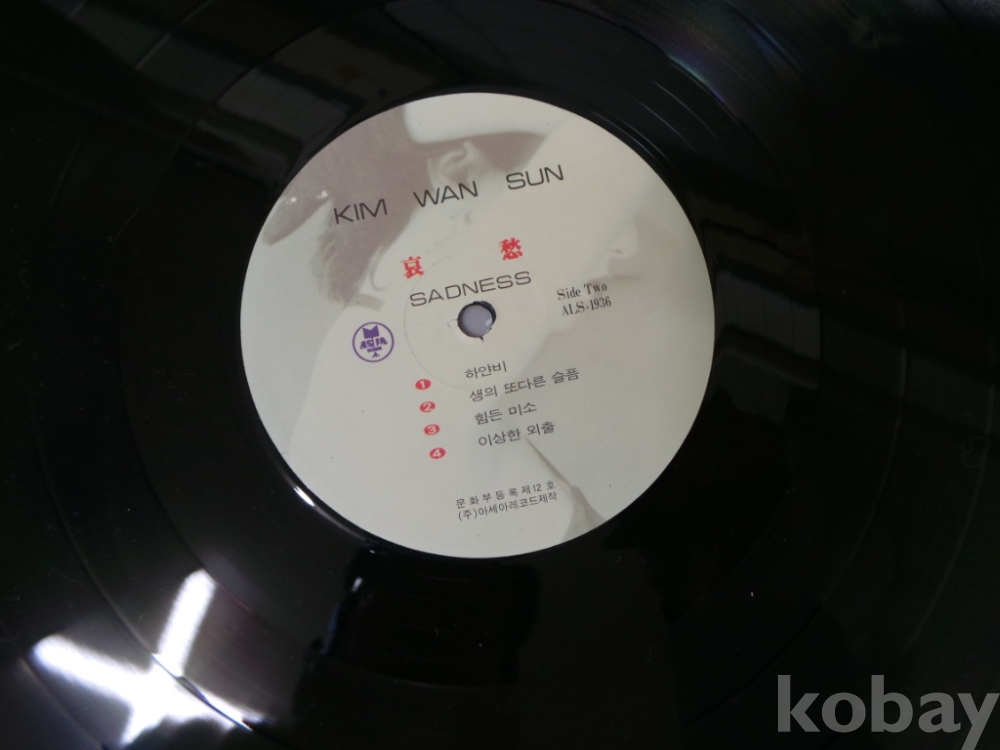 KIM WAN SUN
哀 愁
SADNESS
Side Two
ALS-1936
ASIA
1 하얀비
2 생의 또다른 슬픔
3 힘든 미소
4 이상한 외출
문화부등록제12호
(주)아세아레코드제작
kobay